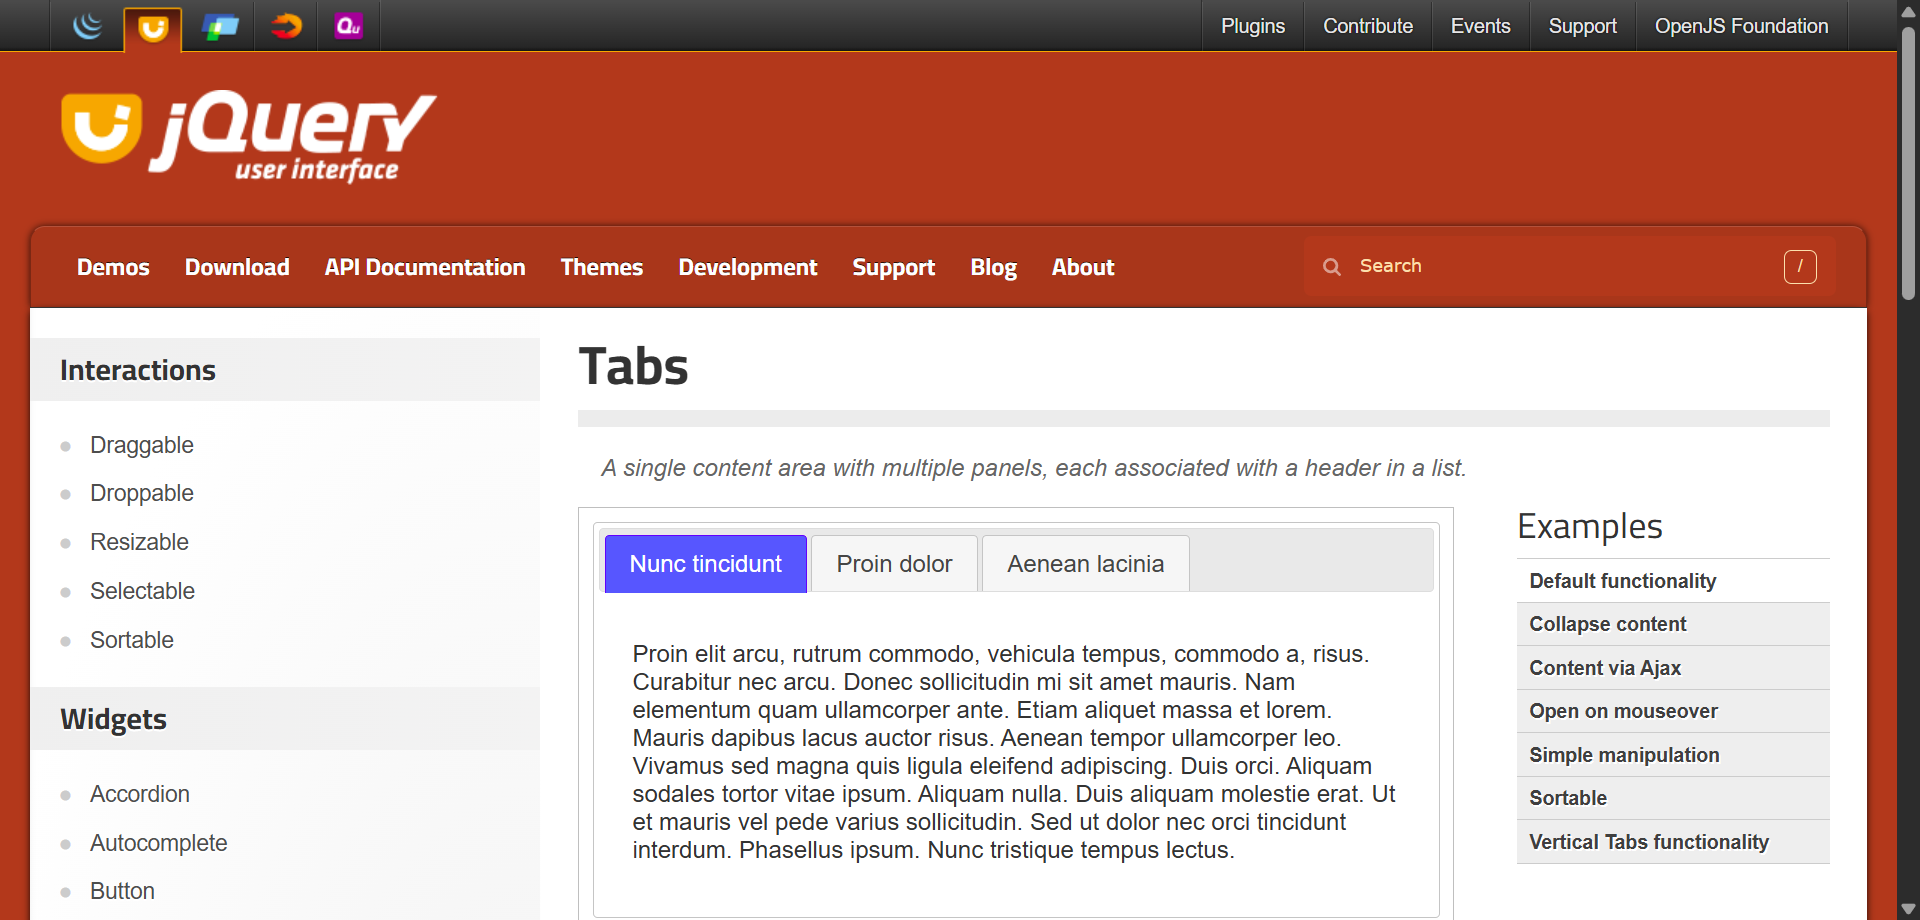 Qu
Plugins
Contribute
Events
Support
OpenJS Foundation
jQuery
user interface
Demos
Download
API Documentation
Themes
Development
Support
Blog
About
Search
/
Interactions
Draggable
Droppable
Resizable
Selectable
Sortable
Widgets
Accordion
Autocomplete
Button
Tabs
A single content area with multiple panels, each associated with a header in a list.
Nunc tincidunt
Proin dolor
Aenean lacinia
Proin elit arcu, rutrum commodo, vehicula tempus, commodo a, risus.
Curabitur nec arcu. Donec sollicitudin mi sit amet mauris. Nam
elementum quam ullamcorper ante. Etiam aliquet massa et lorem.
Mauris dapibus lacus auctor risus. Aenean tempor ullamcorper leo.
Vivamus sed magna quis ligula eleifend adipiscing. Duis orci. Aliquam
sodales tortor vitae ipsum. Aliquam nulla. Duis aliquam molestie erat. Ut
et mauris vel pede varius sollicitudin. Sed ut dolor nec orci tincidunt
interdum. Phasellus ipsum. Nunc tristique tempus lectus.
Examples
Default functionality
Collapse content
Content via Ajax
Open on mouseover
Simple manipulation
Sortable
Vertical Tabs functionality